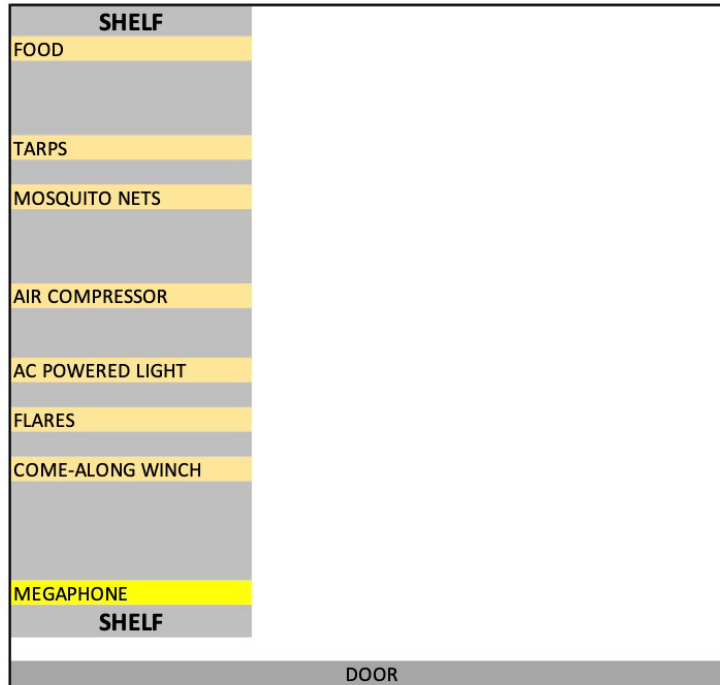 SHELF
FOOD
TARPS
MOSQUITO NETS
AIR COMPRESSOR
AC POWERED LIGHT
FLARES
COME-ALONG WINCH
MEGAPHONE
SHELF
DOOR